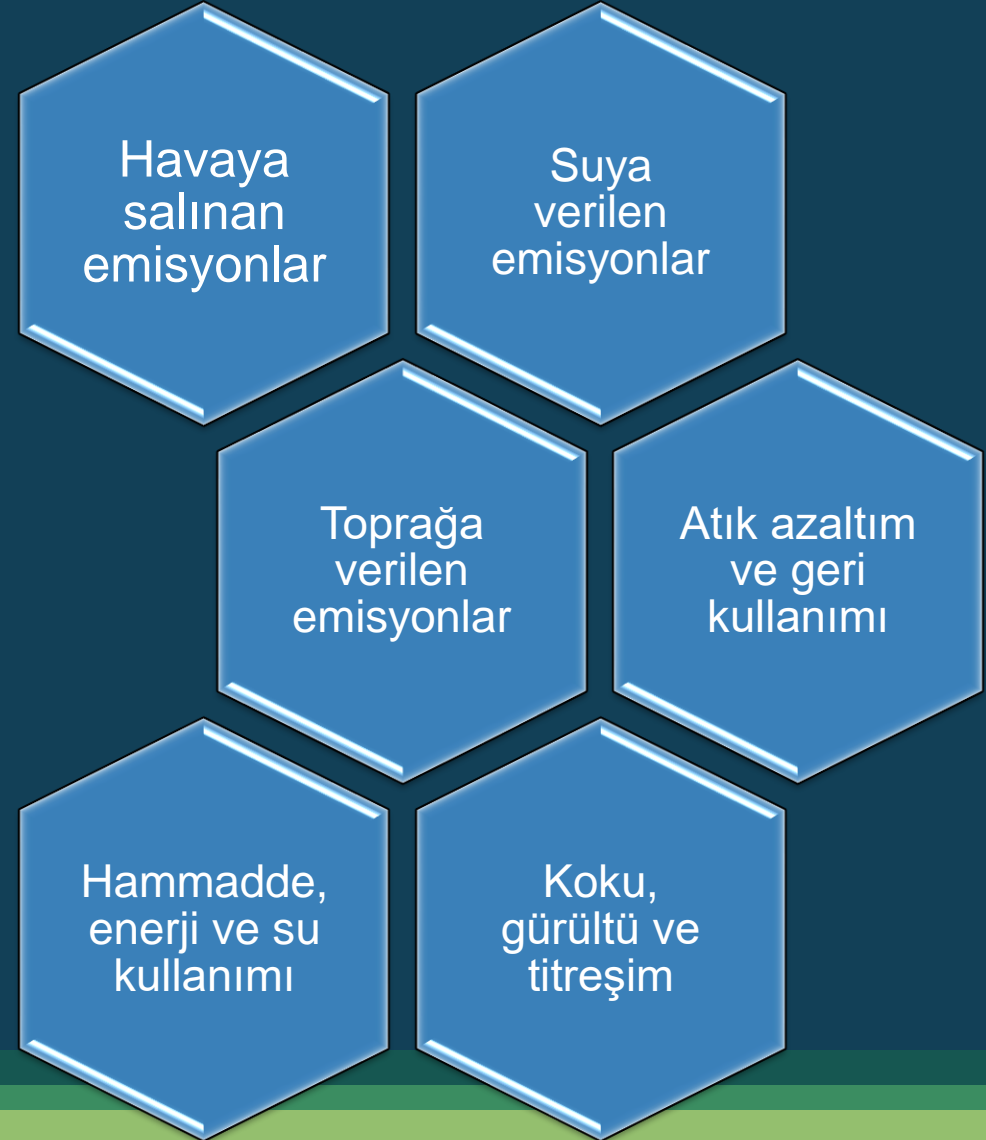 Havaya
salınan
emisyonlar
Suya
verilen
emisyonlar
Toprağa
verilen
emisyonlar
Atık azaltım
ve geri
kullanımı
Hammadde,
enerji ve su
kullanımı
Koku,
gürültü ve
titreşim